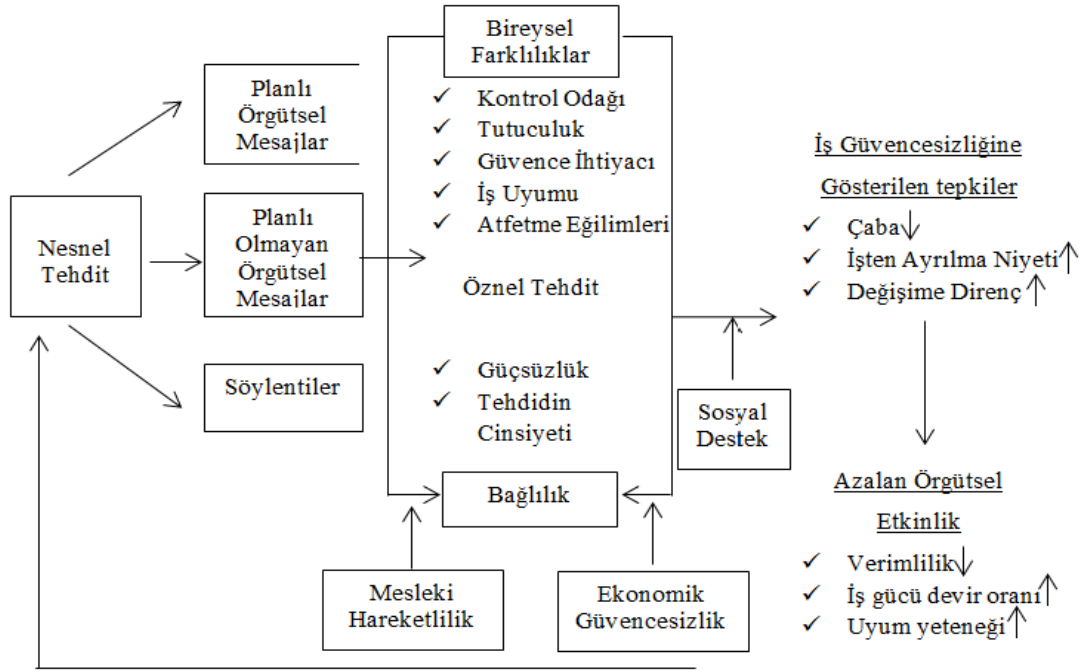 Nesnel
Tehdit
Planlı
Örgütsel
Mesajlar
Planlı
Olmayan
Örgütsel
Mesajlar
Söylentiler
Bireysel
Farklılıklar
Kontrol Odağı
Tutuculuk
Güvence İhtiyacı
İş Uyumu
Atfetme Eğilimleri
Öznel Tehdit
Güçsüzlük
Tehdidin
Cinsiyeti
Bağlılık
Mesleki
Hareketlilik
Ekonomik
Güvencesizlik
Sosyal
Destek
İş Güvencesizliğine
Gösterilen tepkiler
Çaba
İşten Ayrılma Niyeti
Değişime Direnç
Azalan Örgütsel
Etkinlik
Verimlilik
İş gücü devir oranı
Uyum yeteneği